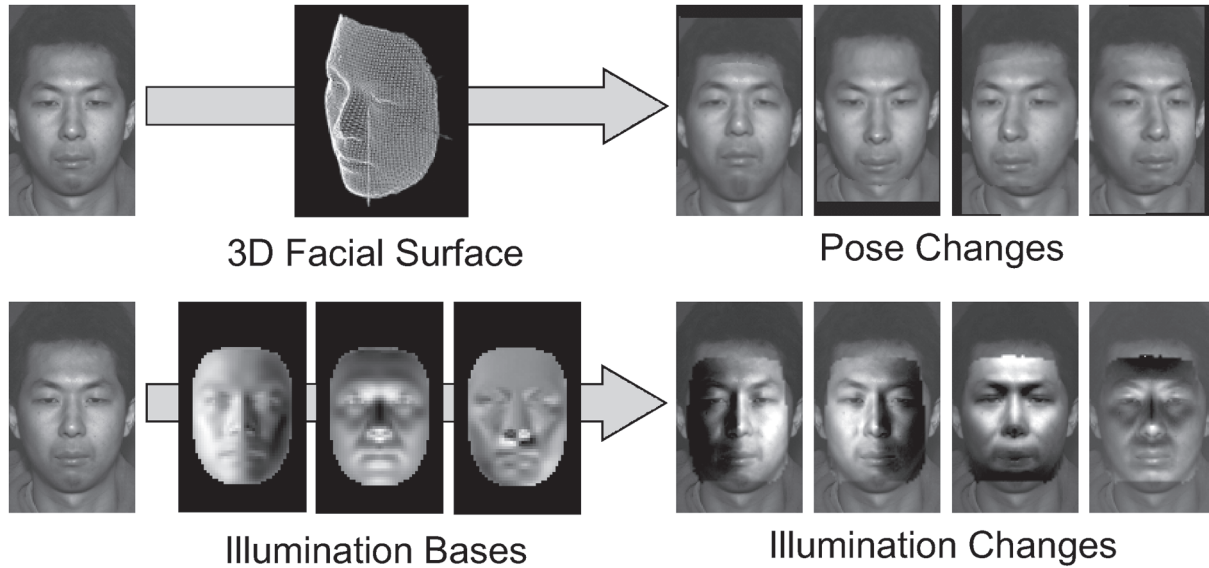 3D Facial Surface
Pose Changes
Illumination Bases
Illumination Changes